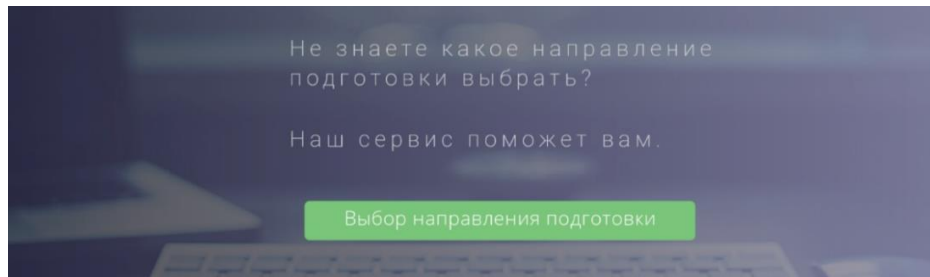 Не знаете какое направление
подготовки выбрать?
Наш сервис поможет вам.
Выбор направления подготовки